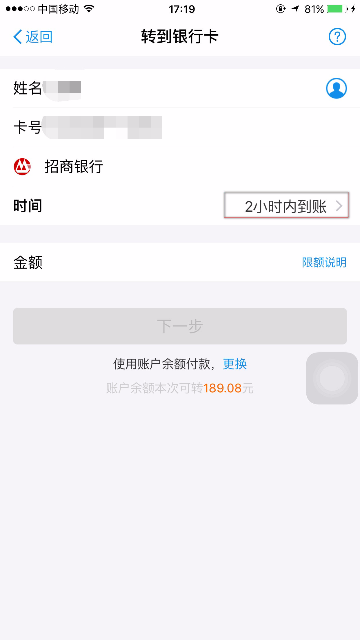 中国移动 17:19 81%
返回 转到银行卡 ?
姓名
卡号
招商银行
时间 2小时内到账
金额 限额说明
下一步
使用账户余额付款，更换
账户余额本次可转189.08元